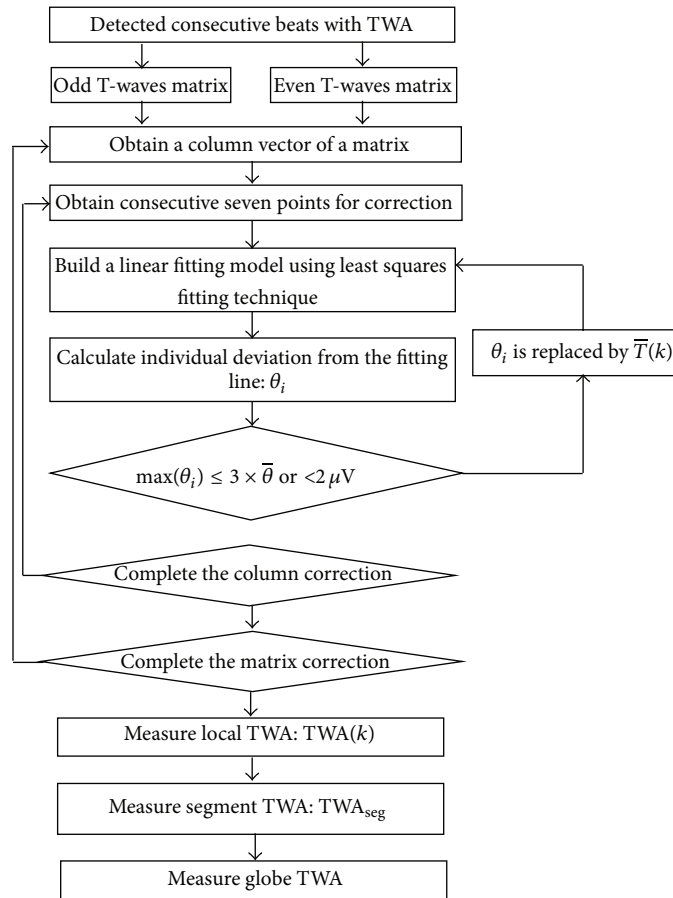 Detected consecutive beats with TWA
Odd T-waves matrix
Even T-waves matrix
Obtain a column vector of a matrix
Obtain consecutive seven points for correction
Build a linear fitting model using least squares
fitting technique
Calculate individual deviation from the fitting
line: θᵢ
θᵢ is replaced by T̅(k)
max(θᵢ) ≤ 3 × θ̅ or <2 μV
Complete the column correction
Complete the matrix correction
Measure local TWA: TWA(k)
Measure segment TWA: TWA_seg
Measure globe TWA